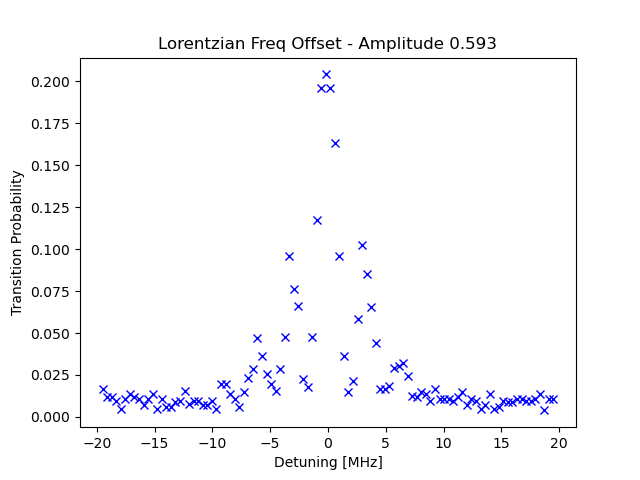 Lorentzian Freq Offset - Amplitude 0.593
0.200
0.175
0.150
0.125
0.100
0.075
0.050
0.025
0.000
Transition Probability
−20 −15 −10 −5 0 5 10 15 20
Detuning [MHz]